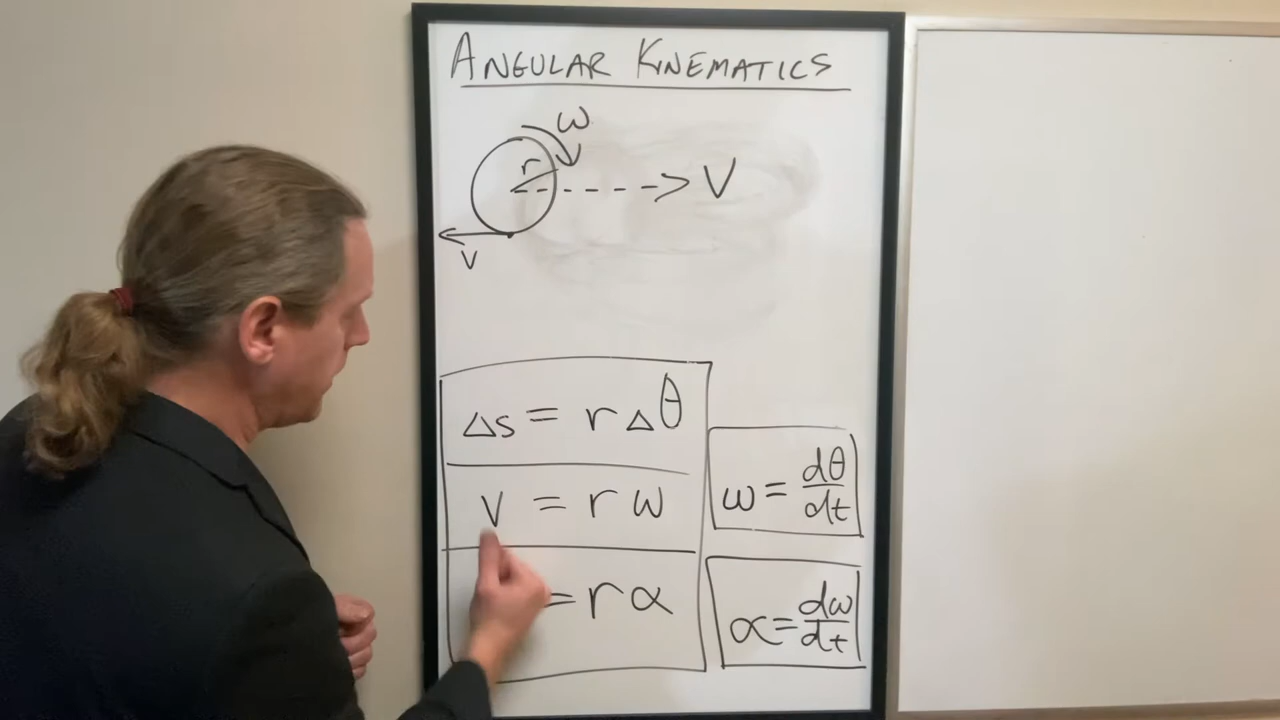 ANGULAR KINEMATICS
ω
r
V
v
Δs = rΔθ
v = rω
ω = dθ/dt
= rα
α = dω/dt